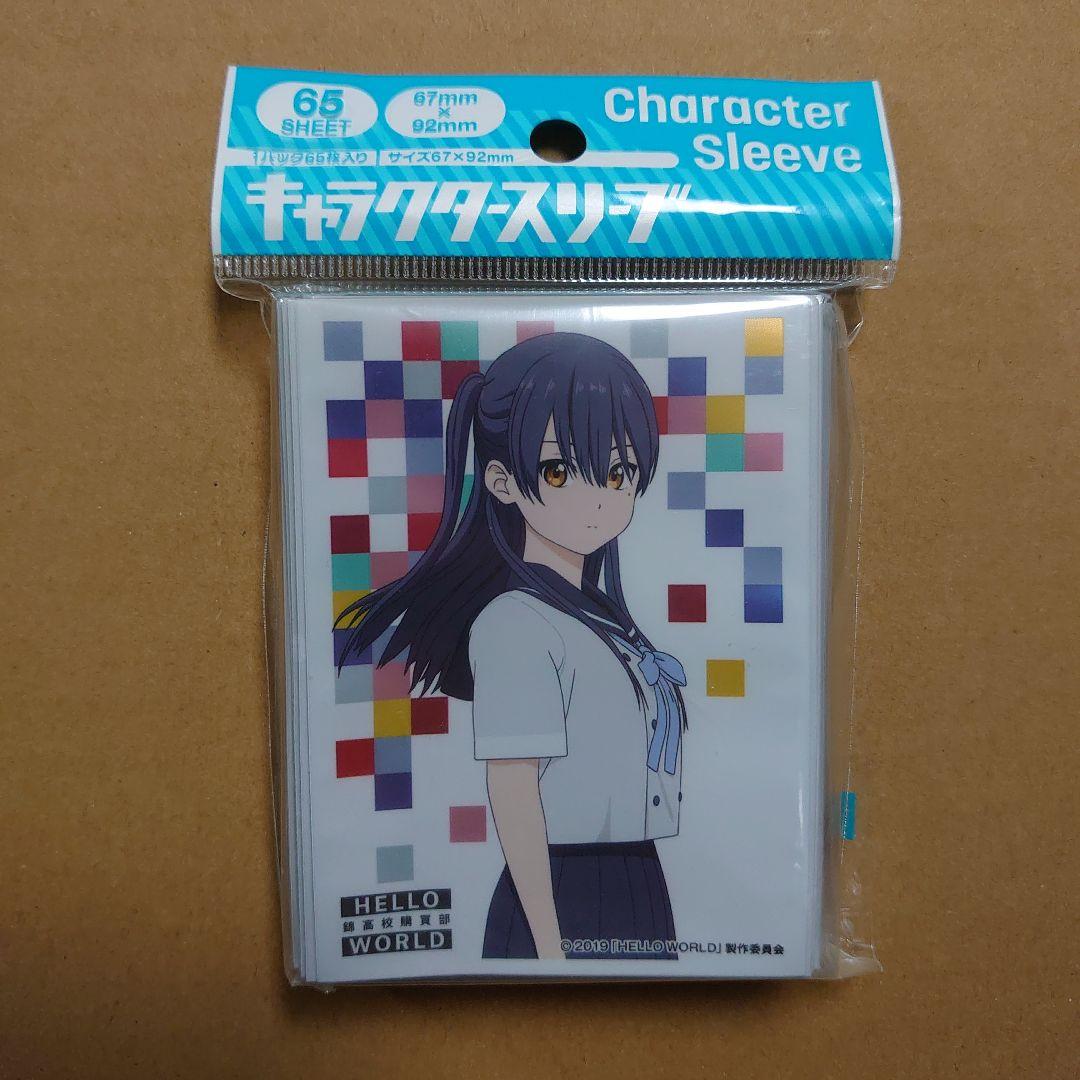 65
SHEET
67mm
×
92mm
Character
Sleeve
1パック65枚入り
サイズ67×92mm
キャラクタースリーブ
HELLO
錦高校購買部
WORLD
© 2019「HELLO WORLD」製作委員会